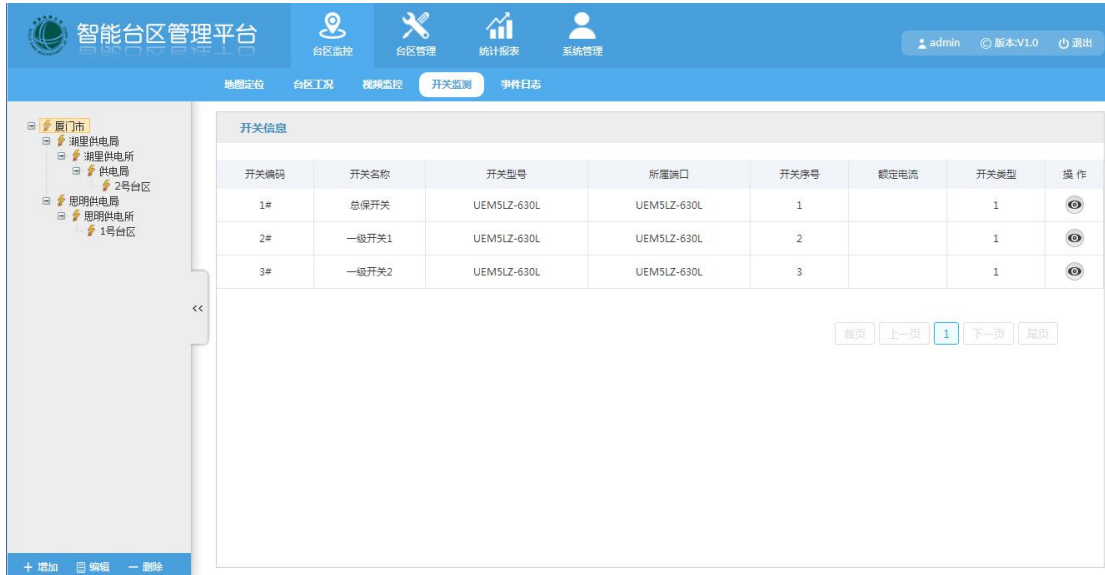 智能台区管理平台
台区监控 台区管理 统计报表 系统管理
admin ©版本:V1.0 退出
地图定位 台区工况 视频监控 开关监测 事件日志
厦门市
湖里供电局
湖里供电所
供电局
2号台区
思明供电局
思明供电所
1号台区
开关信息
开关编码 开关名称 开关型号 所属端口 开关序号 额定电流 开关类型 操作
1# 总保开关 UEM5LZ-630L UEM5LZ-630L 1 1
2# 一级开关1 UEM5LZ-630L UEM5LZ-630L 2 1
3# 一级开关2 UEM5LZ-630L UEM5LZ-630L 3 1
<<
首页 上一页 1 下一页 尾页
+ 增加 编辑 — 删除